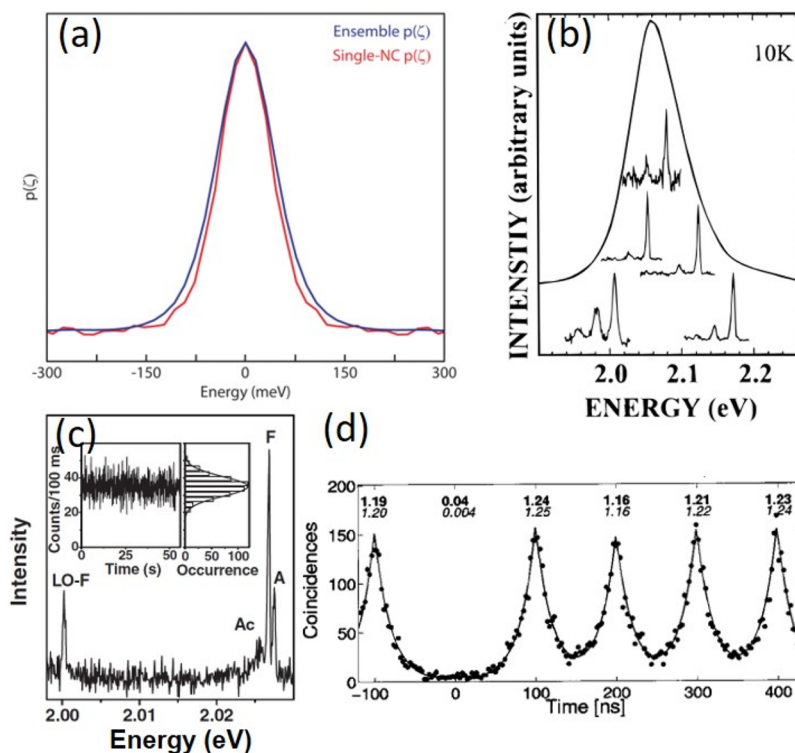 (a)
Ensemble p(ζ)
Single-NC p(ζ)
p(ζ)
-300 -150 0 150 300
Energy (meV)
(b)
10K
INTENSTIY (arbitrary units)
2.0 2.1 2.2
ENERGY (eV)
(c)
Counts/100 ms
40
20
0
0 25 50
Time (s)
0 50 100
Occurrence
F
A
LO-F
Ac
Intensity
2.00 2.01 2.02
Energy (eV)
(d)
1.19 0.04 1.24 1.16 1.21 1.23
1.20 0.004 1.25 1.16 1.22 1.24
200
150
100
50
0
Coincidences
-100 0 100 200 300 400
Time [ns]